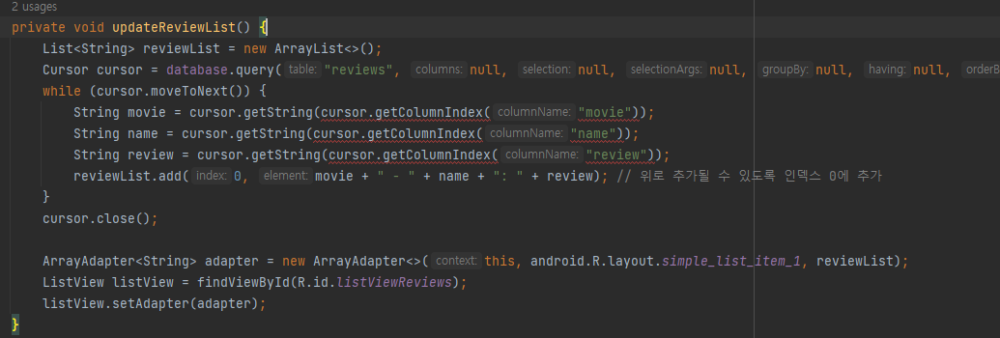 2 usages
private void updateReviewList() {
List<String> reviewList = new ArrayList<>();
Cursor cursor = database.query( table: "reviews", columns: null, selection: null, selectionArgs: null, groupBy: null, having: null, orderB
while (cursor.moveToNext()) {
String movie = cursor.getString(cursor.getColumnIndex( columnName: "movie"));
String name = cursor.getString(cursor.getColumnIndex( columnName: "name"));
String review = cursor.getString(cursor.getColumnIndex( columnName: "review"));
reviewList.add( index: 0, element: movie + " - " + name + ": " + review); // 위로 추가될 수 있도록 인덱스 0에 추가
}
cursor.close();
ArrayAdapter<String> adapter = new ArrayAdapter<>( context: this, android.R.layout.simple_list_item_1, reviewList);
ListView listView = findViewById(R.id.listViewReviews);
listView.setAdapter(adapter);
}